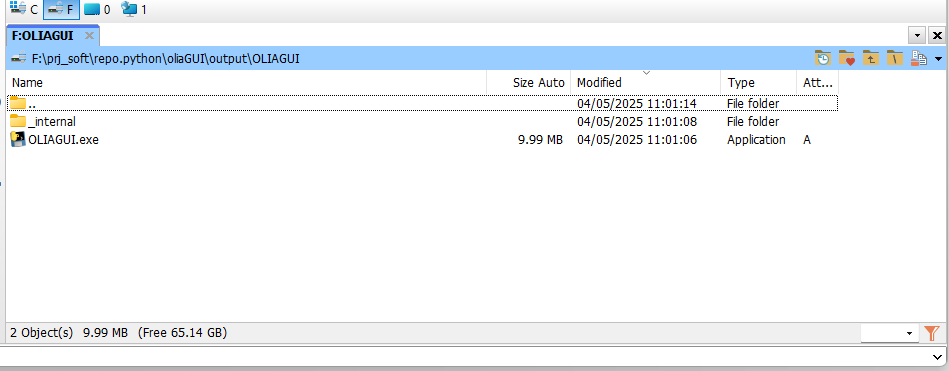 C F 0 1
F:OLIAGUI
F:\prj_soft\repo.python\oliaGUI\output\OLIAGUI
Name Size Auto Modified Type Att...
.. 04/05/2025 11:01:14 File folder
_internal 04/05/2025 11:01:08 File folder
OLIAGUI.exe 9.99 MB 04/05/2025 11:01:06 Application A
2 Object(s) 9.99 MB (Free 65.14 GB)